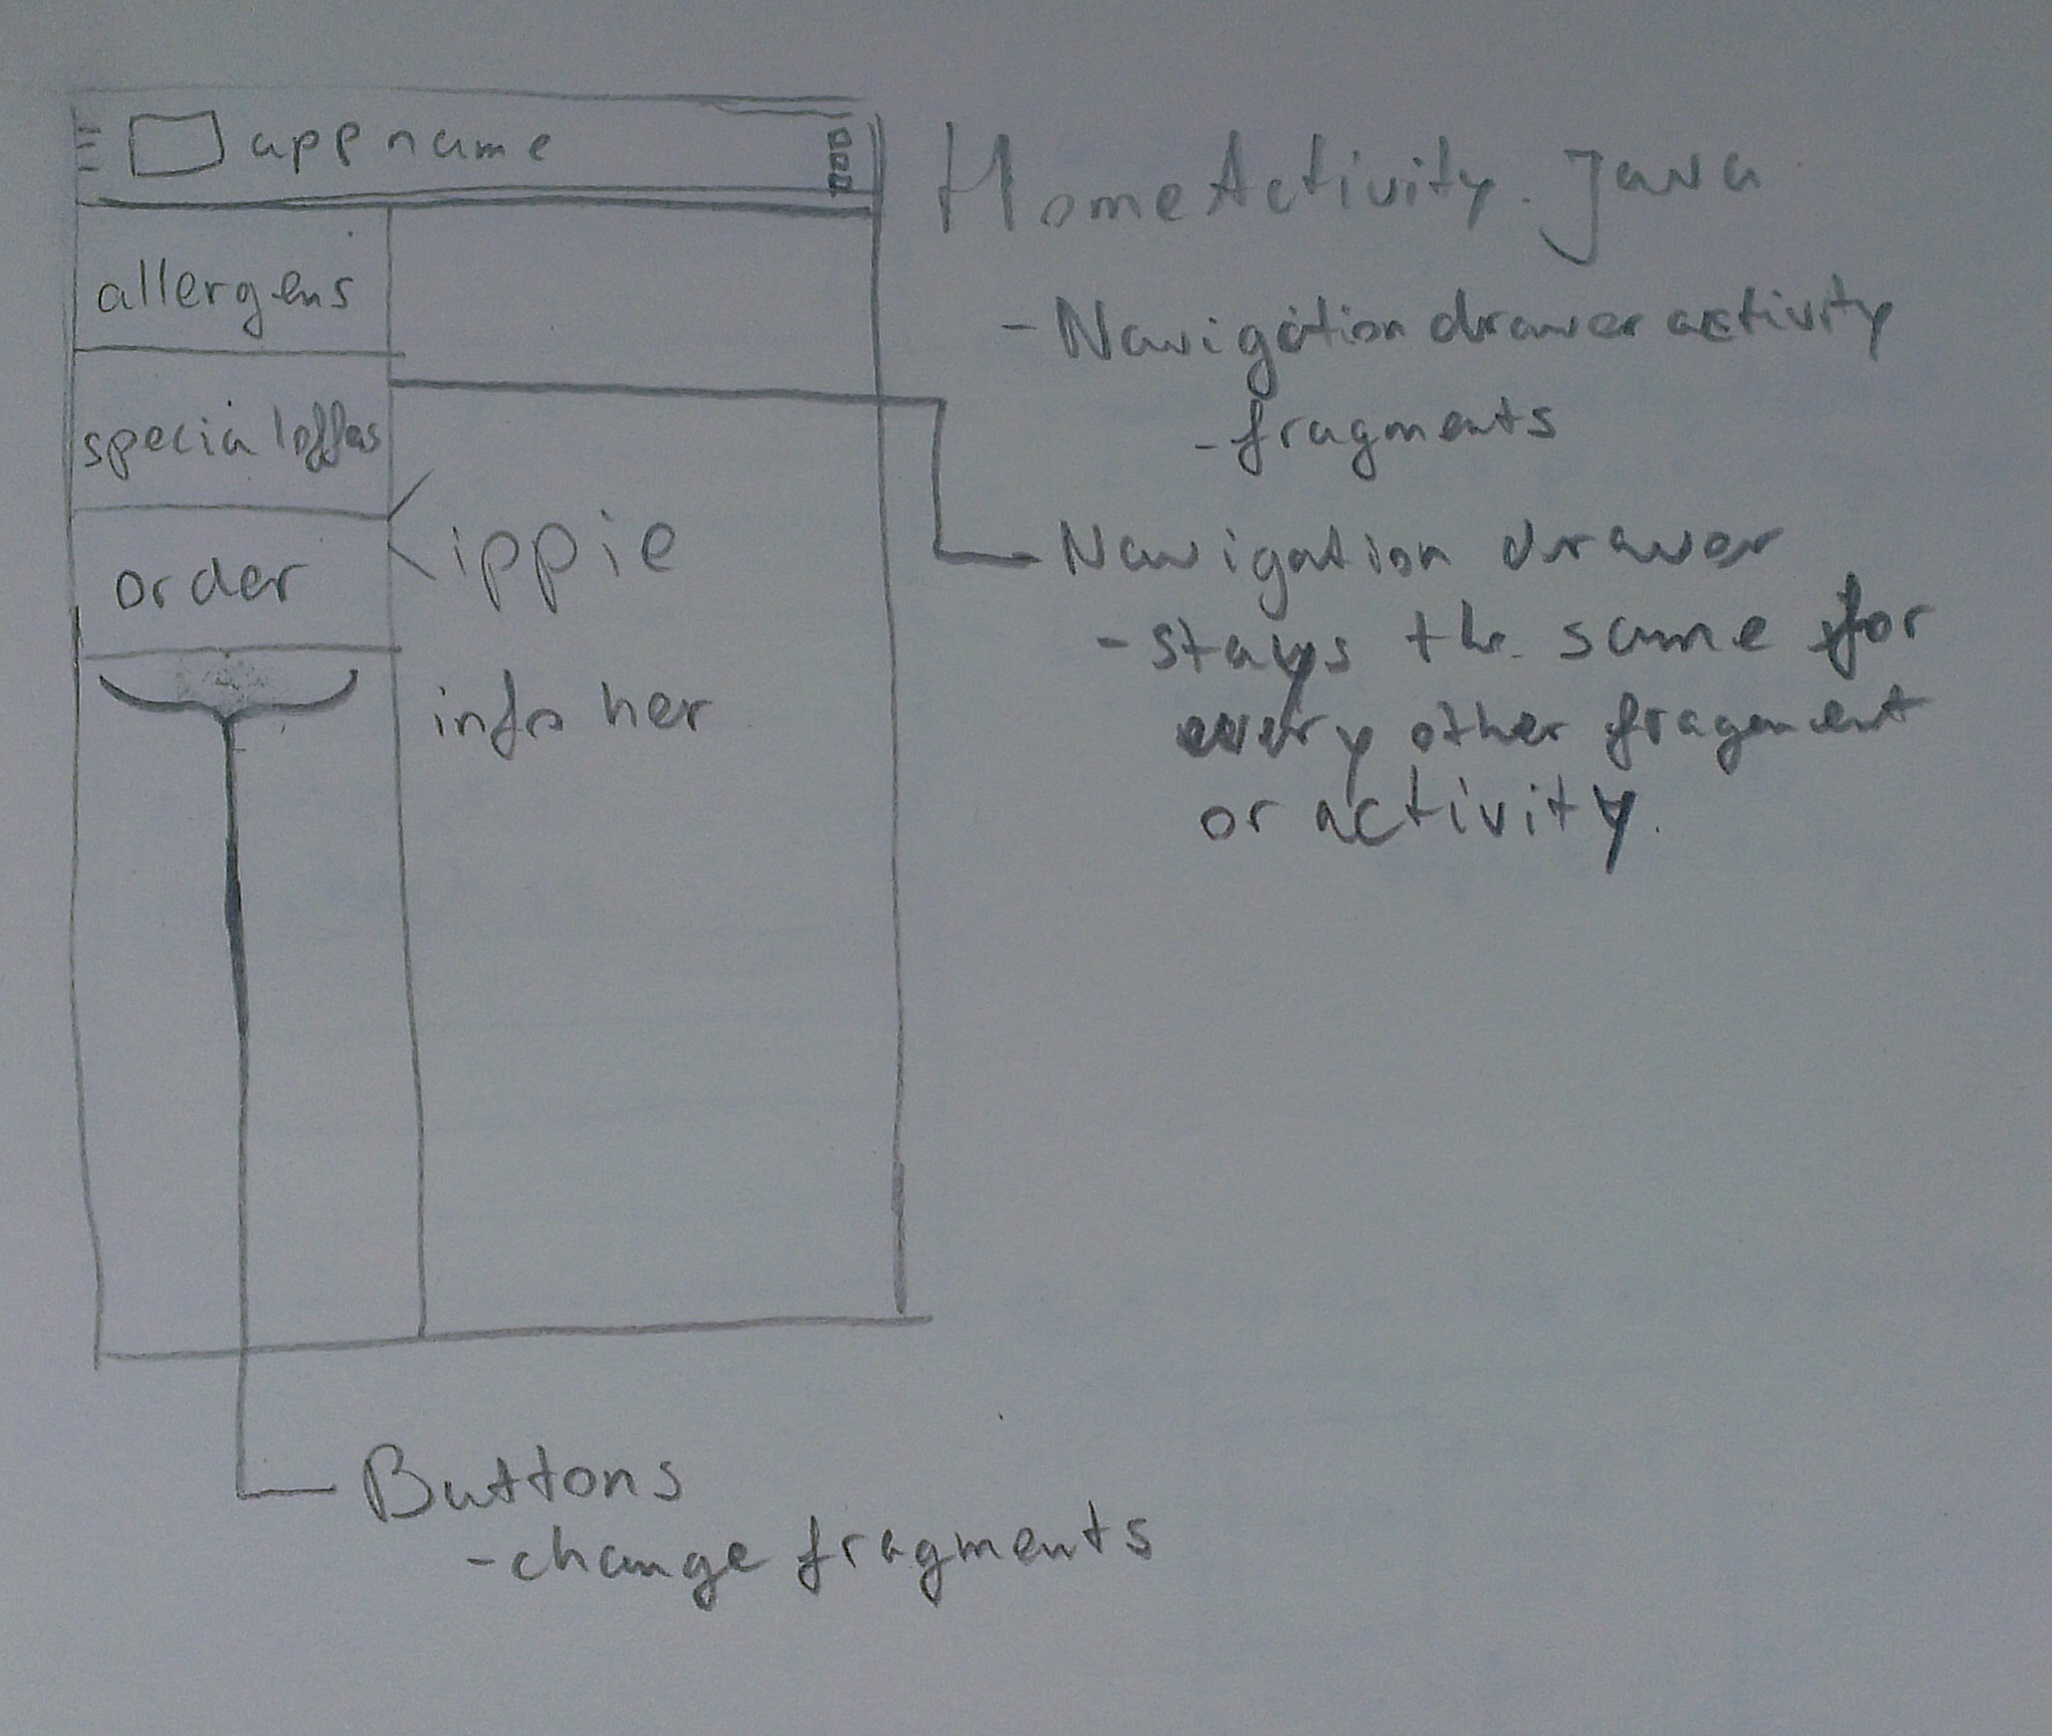 app name
HomeActivity.java
- Navigation drawer activity
- fragments
allergens
special offers
order
Kippie
info her
Navigation drawer
- stays the same for
every other fragment
or activity.
Buttons
- change fragments